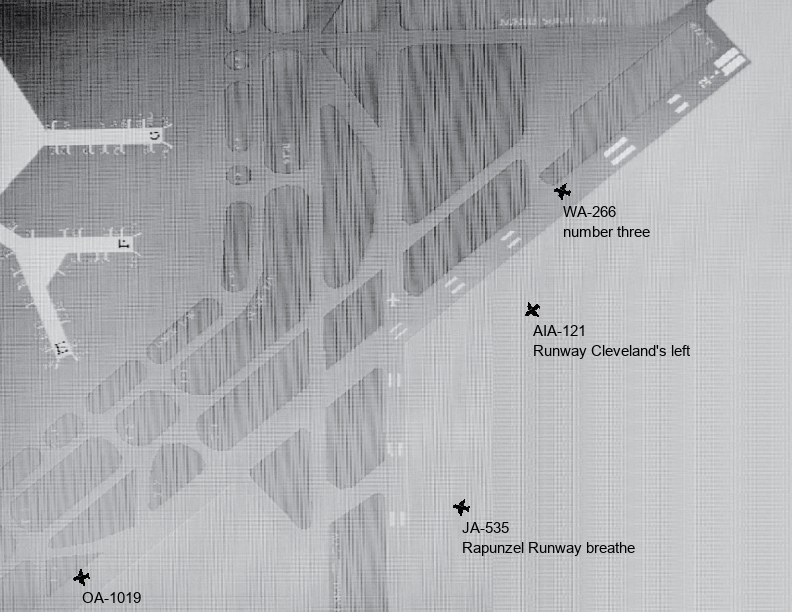 WA-266
number three
AIA-121
Runway Cleveland's left
JA-535
Rapunzel Runway breathe
OA-1019